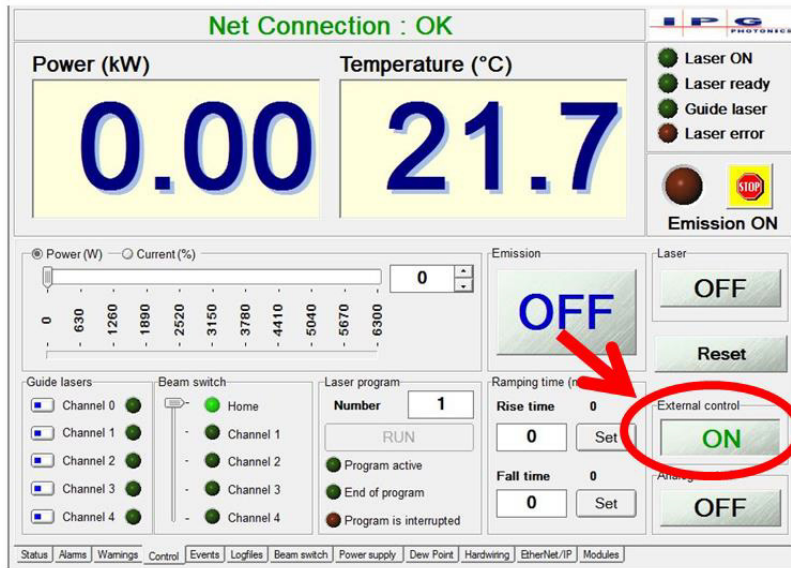 Net Connection : OK
IPG
PHOTONICS
Power (kW)
0.00
Temperature (°C)
21.7
Laser ON
Laser ready
Guide laser
Laser error
STOP
Emission ON
Power (W)
Current (%)
0
0
630
1260
1890
2520
3150
3780
4410
5040
5670
6300
Emission
OFF
Laser
OFF
Reset
Guide lasers
Channel 0
Channel 1
Channel 2
Channel 3
Channel 4
Beam switch
Home
Channel 1
Channel 2
Channel 3
Channel 4
Laser program
Number 1
RUN
Program active
End of program
Program is interrupted
Ramping time
Rise time 0
0 Set
Fall time 0
0 Set
External control
ON
OFF
Status Alarms Warnings Control Events Logfiles Beam switch Power supply Dew Point Hardwiring EtherNet/IP Modules